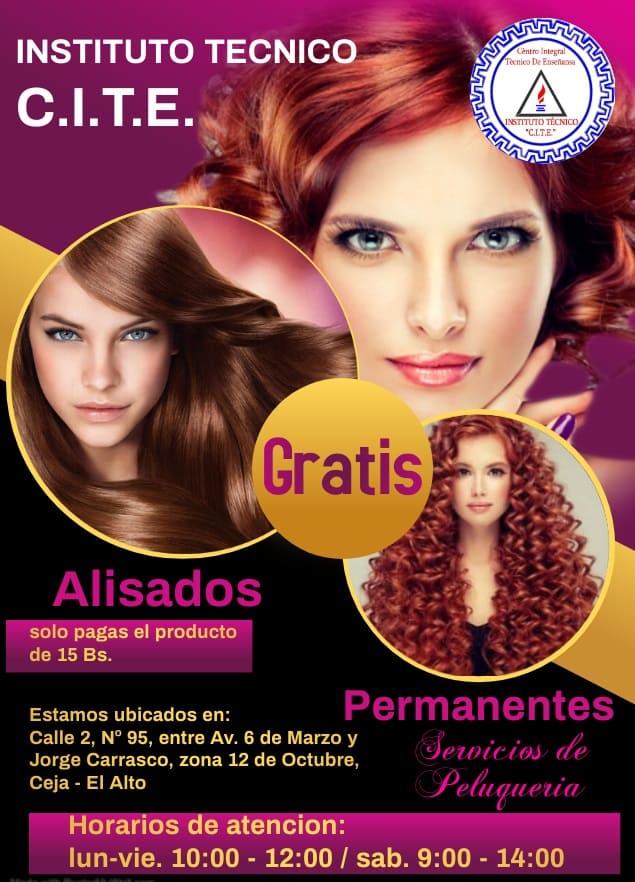 INSTITUTO TECNICO
C.I.T.E.
Centro Integral
Técnico De Enseñansa
INSTITUTO TÉCNICO
"C.I.T.E."
Gratis
Alisados
solo pagas el producto
de 15 Bs.
Permanentes
Servicios de
Peluqueria
Estamos ubicados en:
Calle 2, Nº 95, entre Av. 6 de Marzo y
Jorge Carrasco, zona 12 de Octubre,
Ceja - El Alto
Horarios de atencion:
lun-vie. 10:00 - 12:00 / sab. 9:00 - 14:00